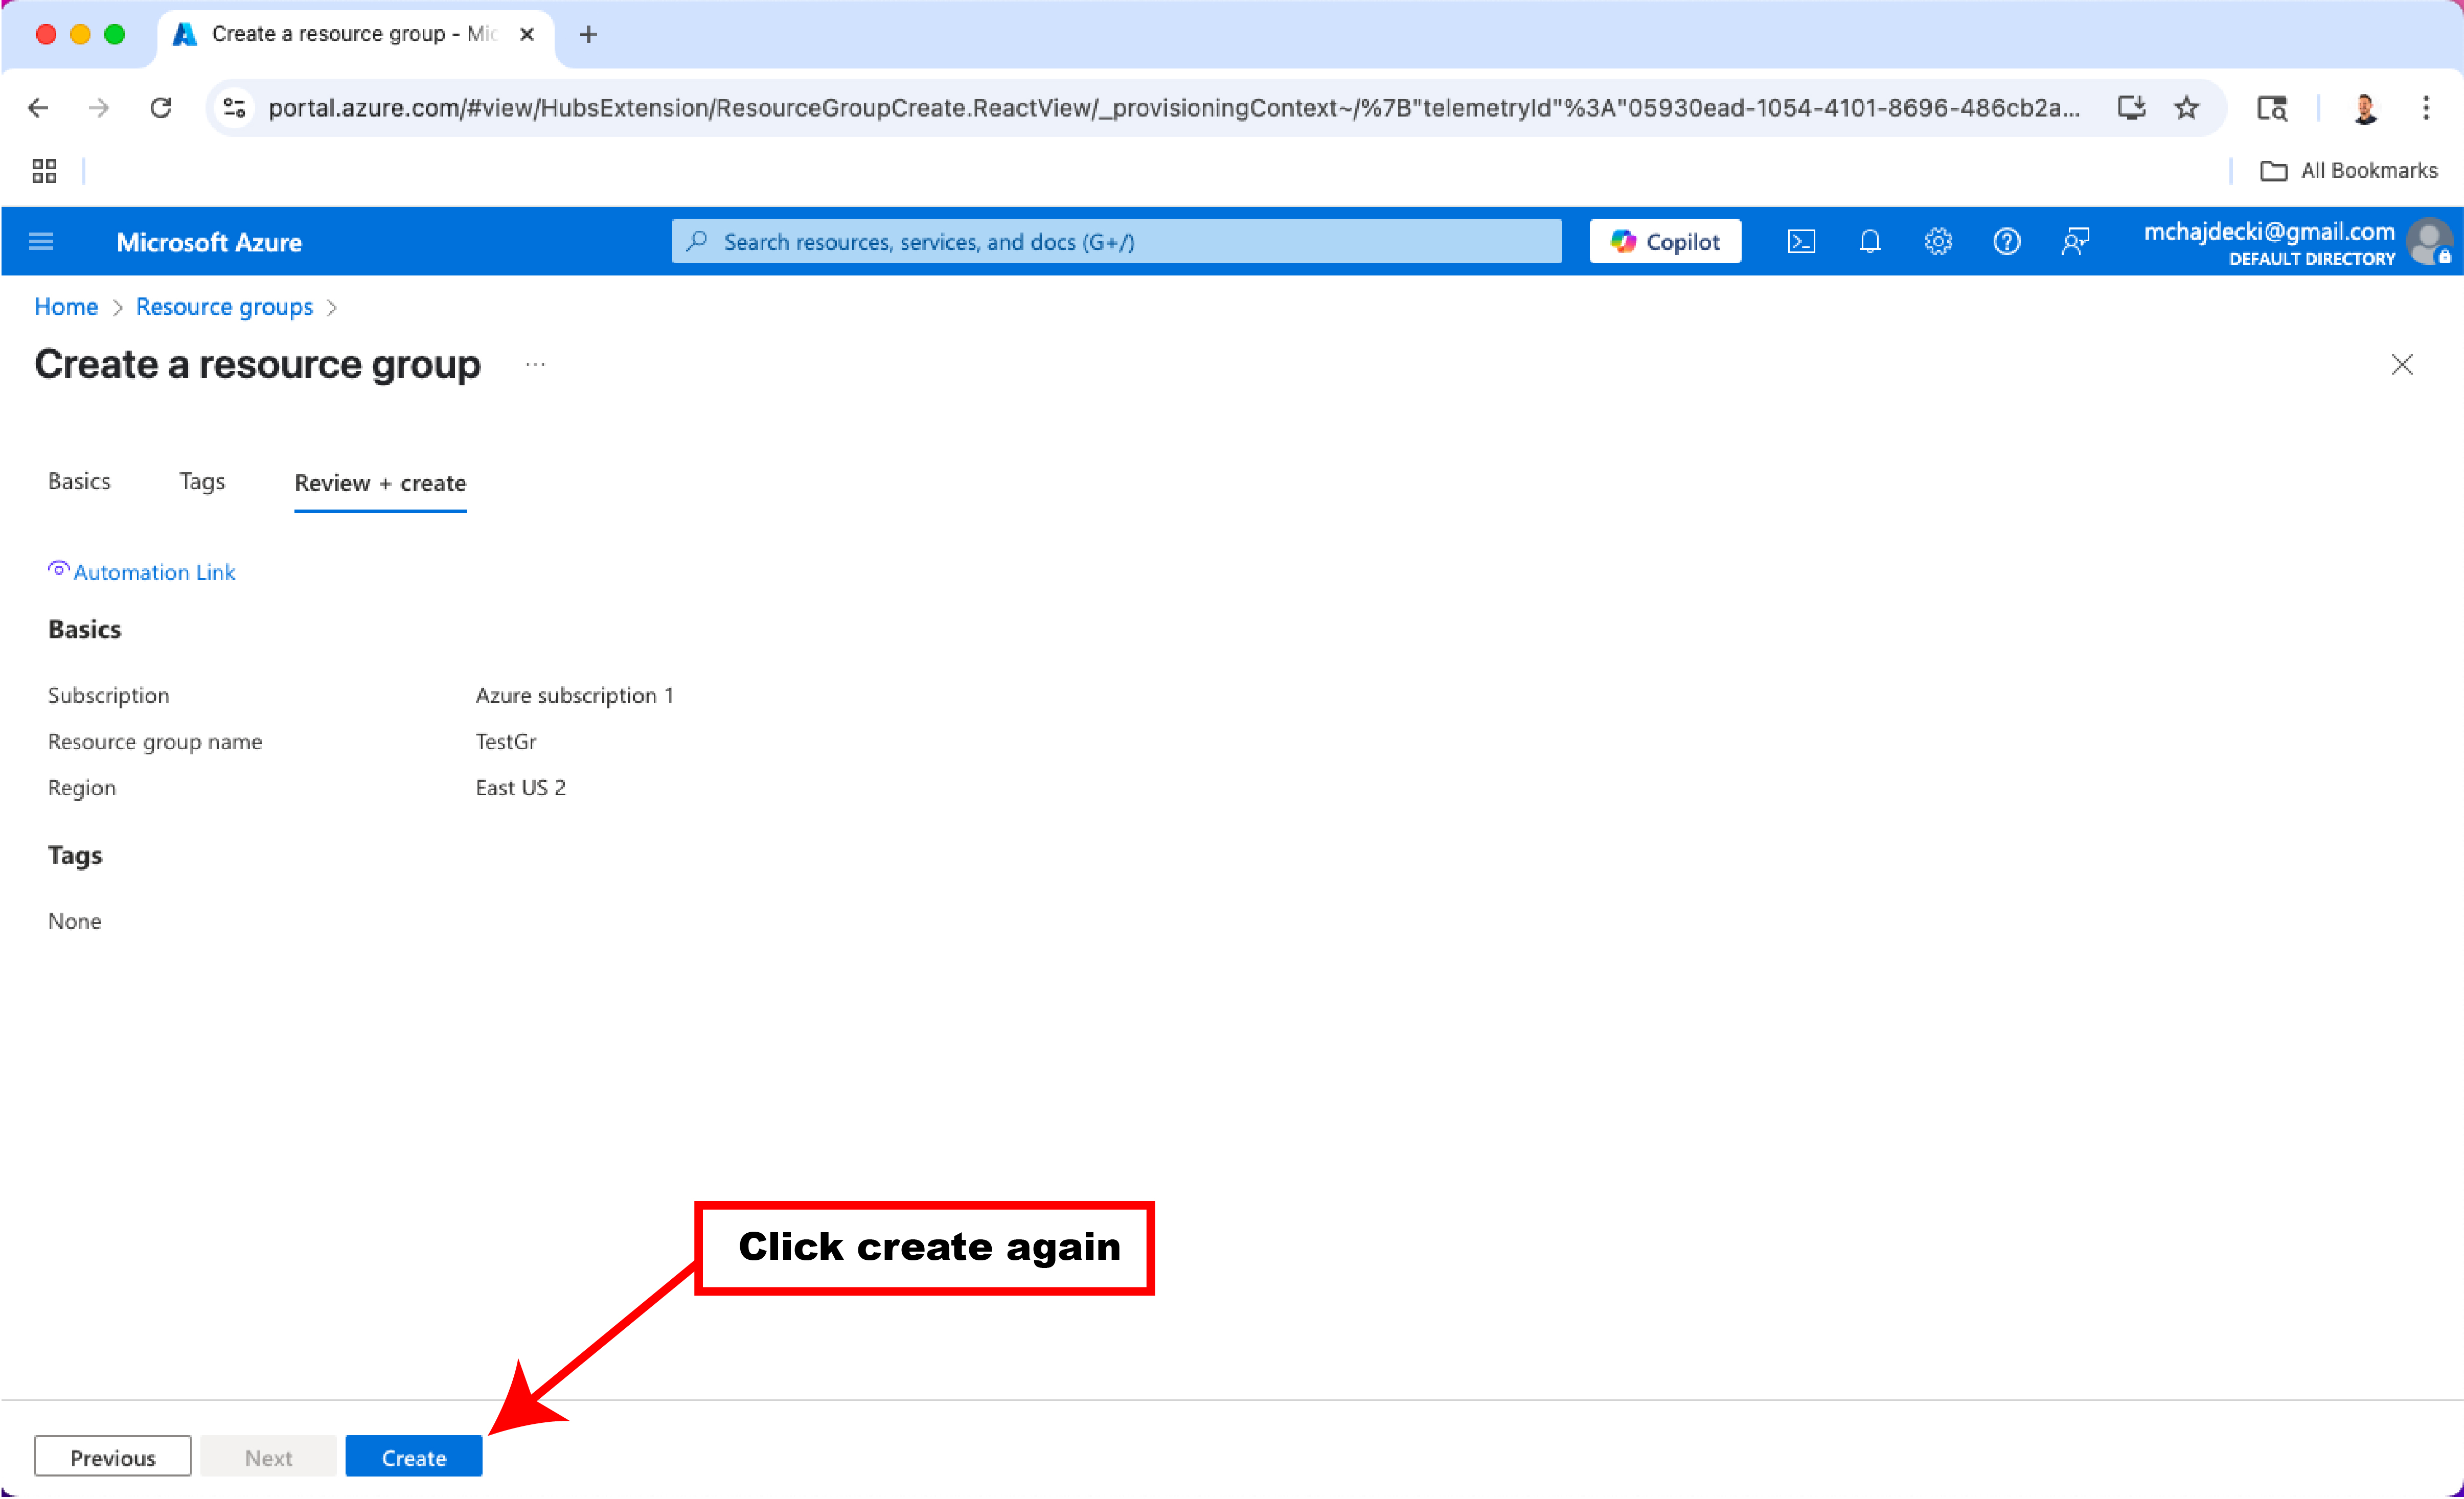 Create a resource group - Mic
portal.azure.com/#view/HubsExtension/ResourceGroupCreate.ReactView/_provisioningContext~/%7B"telemetryId"%3A"05930ead-1054-4101-8696-486cb2a...
All Bookmarks
Microsoft Azure
Search resources, services, and docs (G+/)
Copilot
mchajdecki@gmail.com
DEFAULT DIRECTORY
Home > Resource groups >
Create a resource group ...
Basics Tags Review + create
Automation Link
Basics
Subscription Azure subscription 1
Resource group name TestGr
Region East US 2
Tags
None
Click create again
Previous Next Create